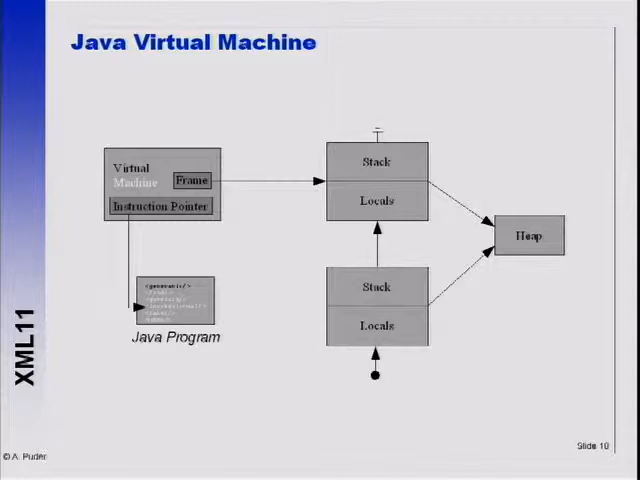 Java Virtual Machine
Virtual
Machine
Frame
Instruction Pointer
Stack
Locals
Heap
Stack
Locals
Java Program
XML11
Slide 10
© A. Puder